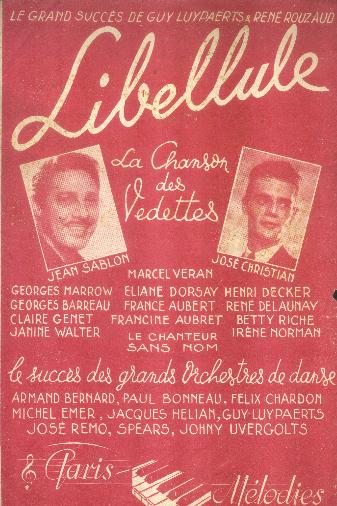 LE GRAND SUCCÈS DE GUY LUYPAERTS & RENÉ ROUZAUD
Libellule
La Chanson
des
Vedettes
JEAN SABLON
JOSÉ CHRISTIAN
MARCEL VERAN
GEORGES MARROW ELIANE DORSAY HENRI DECKER
GEORGES BARREAU FRANCE AUBERT RENÉ DELAUNAY
CLAIRE GENET FRANCINE AUBRET BETTY RICHE
JANINE WALTER LE CHANTEUR IRÈNE NORMAN
SANS NOM
le succès des grands Orchestres de danse
ARMAND BERNARD, PAUL BONNEAU, FELIX CHARDON
MICHEL EMER, JACQUES HELIAN, GUY-LUYPAERTS
JOSÉ REMO, SPEARS, JOHNY UVERGOLTS
Paris
Mélodies